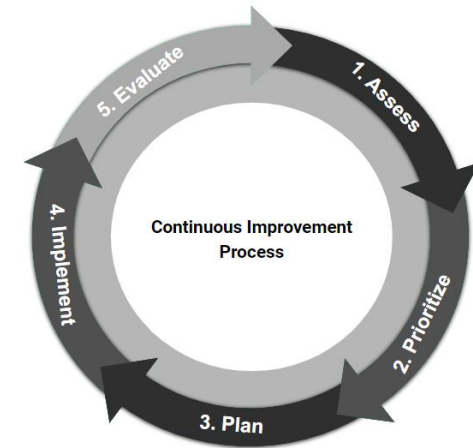 1. Assess
2. Prioritize
3. Plan
4. Implement
5. Evaluate
Continuous Improvement
Process